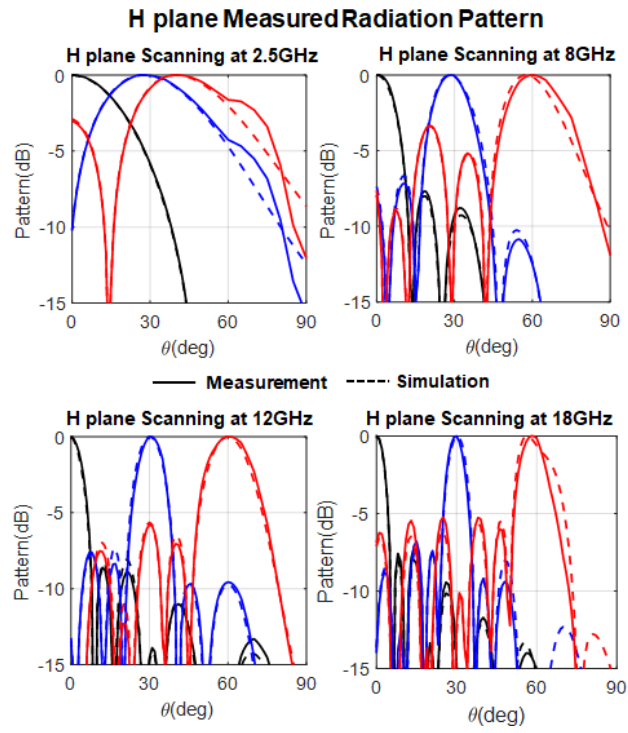 H plane Measured Radiation Pattern
H plane Scanning at 2.5GHz
H plane Scanning at 8GHz
0
-5
-10
-15
Pattern(dB)
0
30
60
90
θ(deg)
0
-5
-10
-15
Pattern(dB)
0
30
60
90
θ(deg)
Measurement
Simulation
H plane Scanning at 12GHz
H plane Scanning at 18GHz
0
-5
-10
-15
Pattern(dB)
0
30
60
90
θ(deg)
0
-5
-10
-15
Pattern(dB)
0
30
60
90
θ(deg)